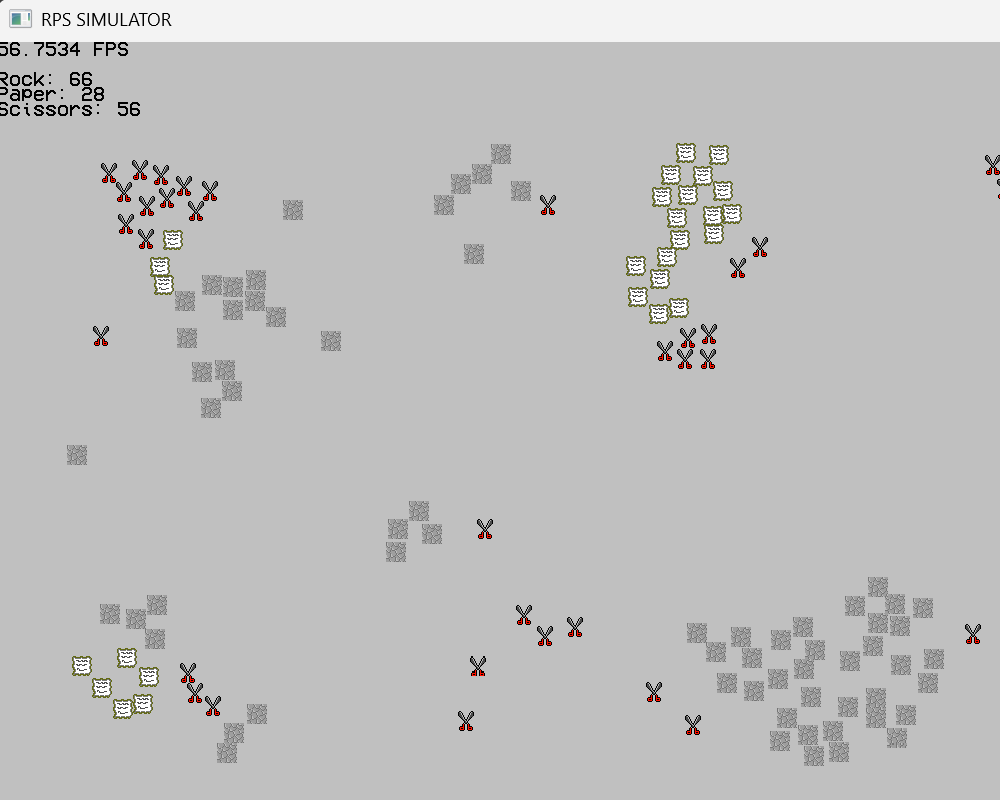 RPS SIMULATOR
56.7534 FPS
Rock: 66
Paper: 28
Scissors: 56